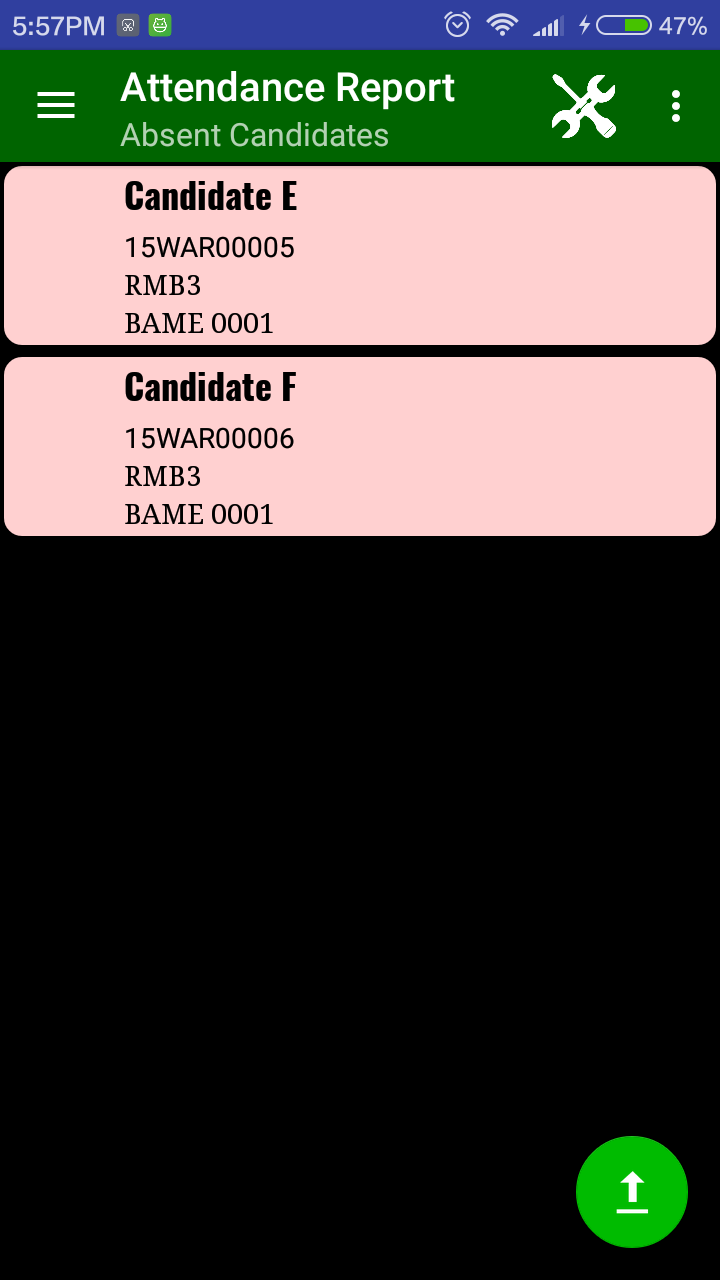 5:57PM
47%
Attendance Report
Absent Candidates
Candidate E
15WAR00005
RMB3
BAME 0001
Candidate F
15WAR00006
RMB3
BAME 0001